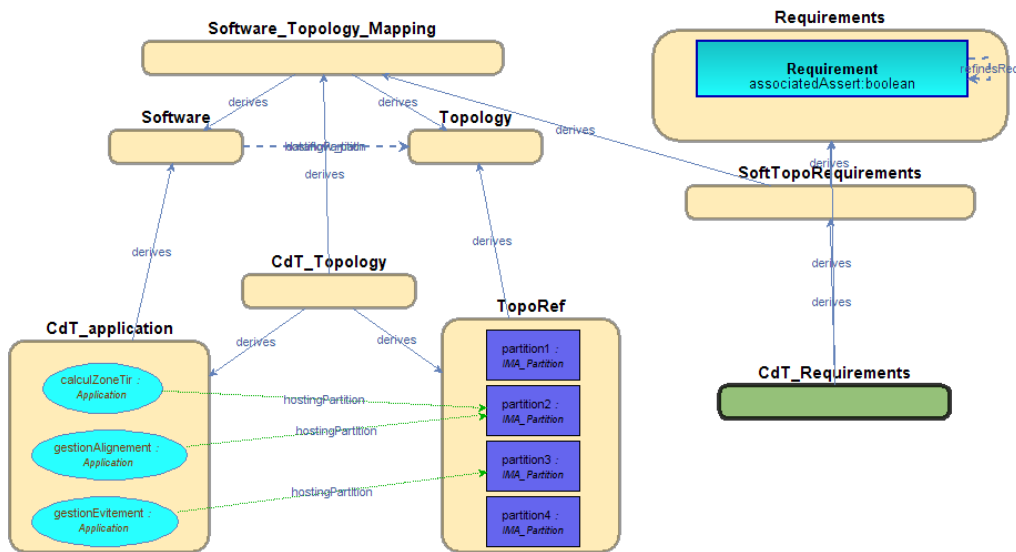 Requirements
Software_Topology_Mapping
Requirement
associatedAssert:boolean
derives
derives
Software
Topology
derives
derives
derives
SoftTopoRequirements
derives
derives
derives
CdT_Topology
derives
TopoRef
CdT_application
derives
derives
partition1 :
IMA_Partition
calculZoneTir :
Application
hostingPartition
partition2 :
IMA_Partition
CdT_Requirements
hostingPartition
gestionAlignement :
Application
partition3 :
IMA_Partition
hostingPartition
gestionEvitement :
Application
partition4 :
IMA_Partition